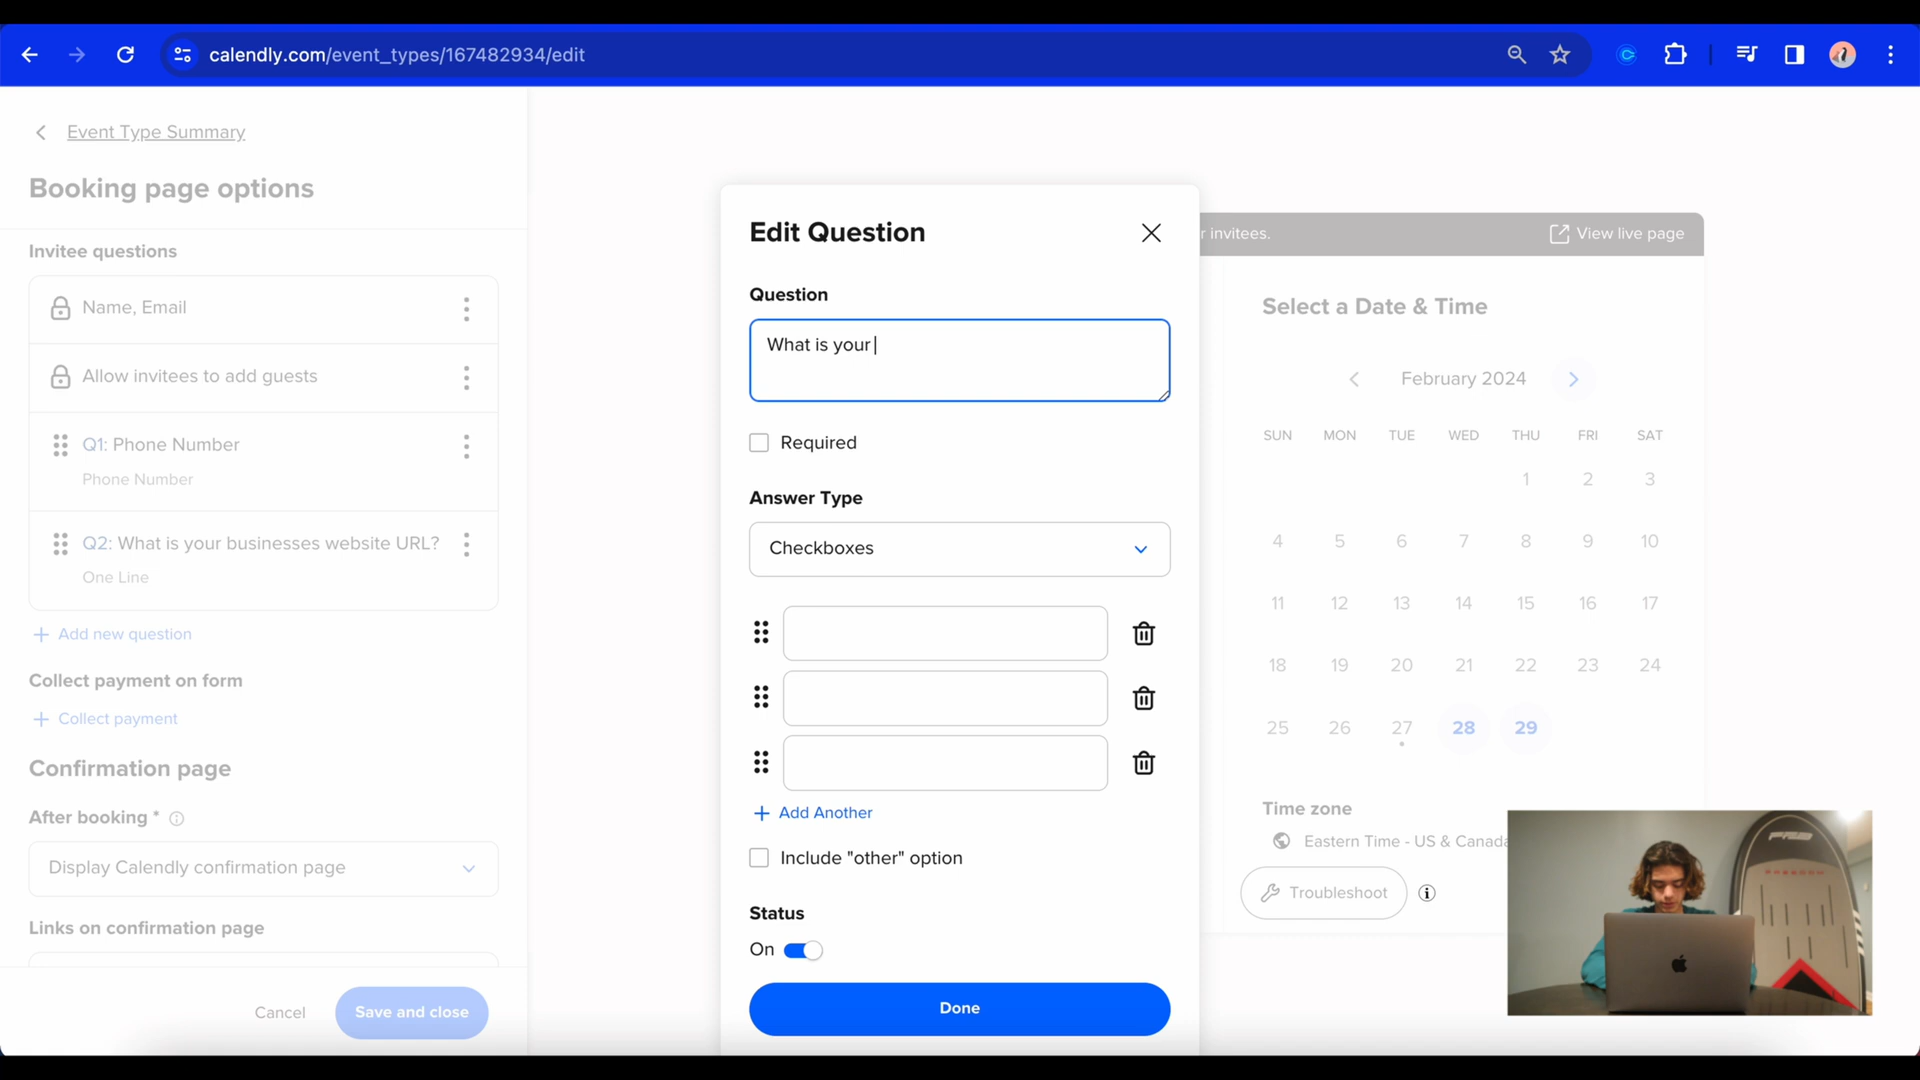 calendly.com/event_types/167482934/edit
Event Type Summary
Booking page options
Invitee questions
Name, Email
Allow invitees to add guests
Q1: Phone Number
Phone Number
Q2: What is your businesses website URL?
One Line
Add new question
Collect payment on form
Collect payment
Confirmation page
After booking *
Display Calendly confirmation page
Links on confirmation page
Cancel
Save and close
Edit Question
Question
What is your
Required
Answer Type
Checkboxes
Add Another
Include "other" option
Status
On
Done
r invitees.
View live page
Select a Date & Time
February 2024
SUN MON TUE WED THU FRI SAT
1 2 3
4 5 6 7 8 9 10
11 12 13 14 15 16 17
18 19 20 21 22 23 24
25 26 27 28 29
Time zone
Eastern Time - US & Canada
Troubleshoot